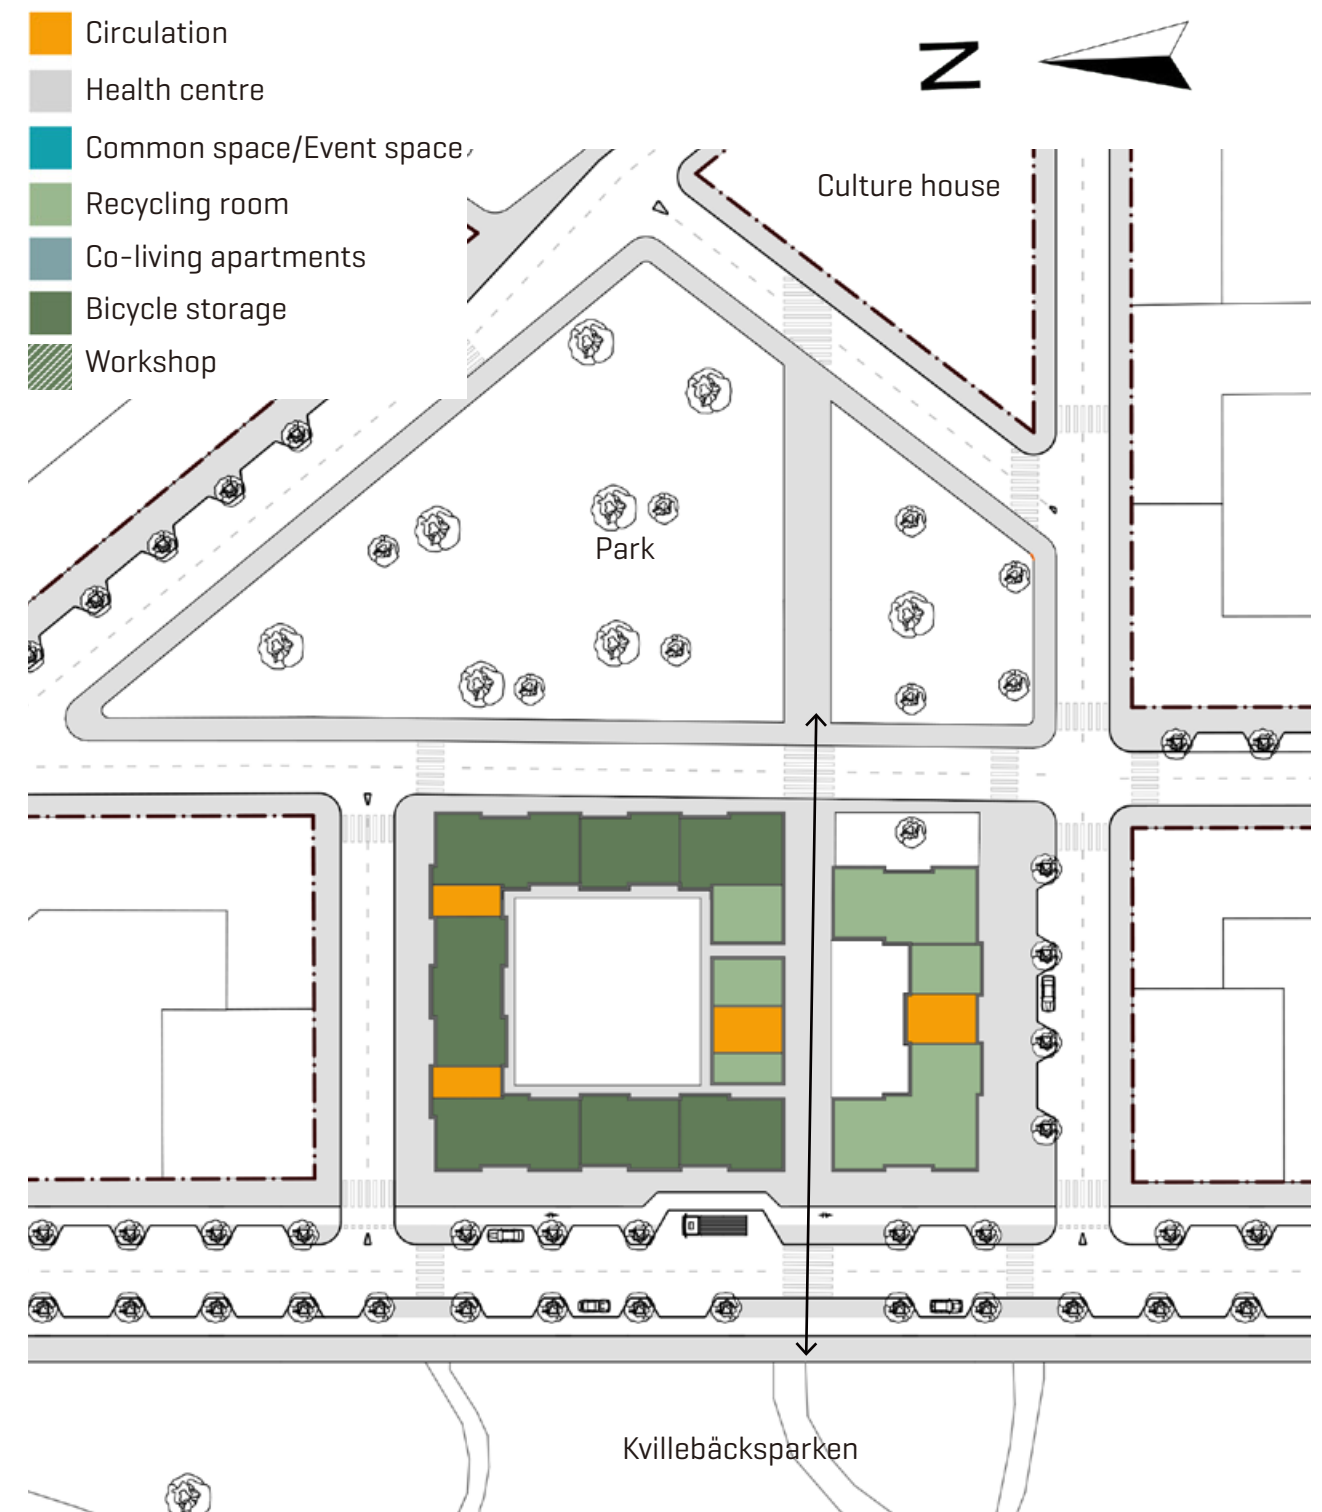 Circulation
Health centre
Common space/Event space
Recycling room
Co-living apartments
Bicycle storage
Workshop
N
Culture house
Park
Kvillebäcksparken